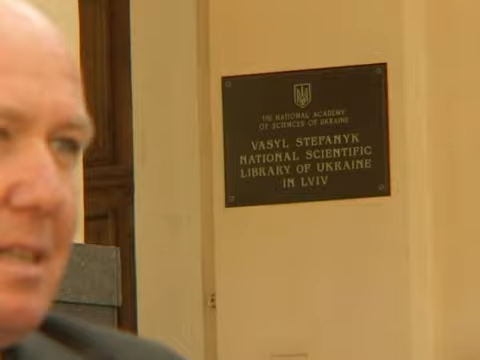 THE NATIONAL ACADEMY
OF SCIENCES OF UKRAINE
VASYL STEFANYK
NATIONAL SCIENTIFIC
LIBRARY OF UKRAINE
IN LVIV